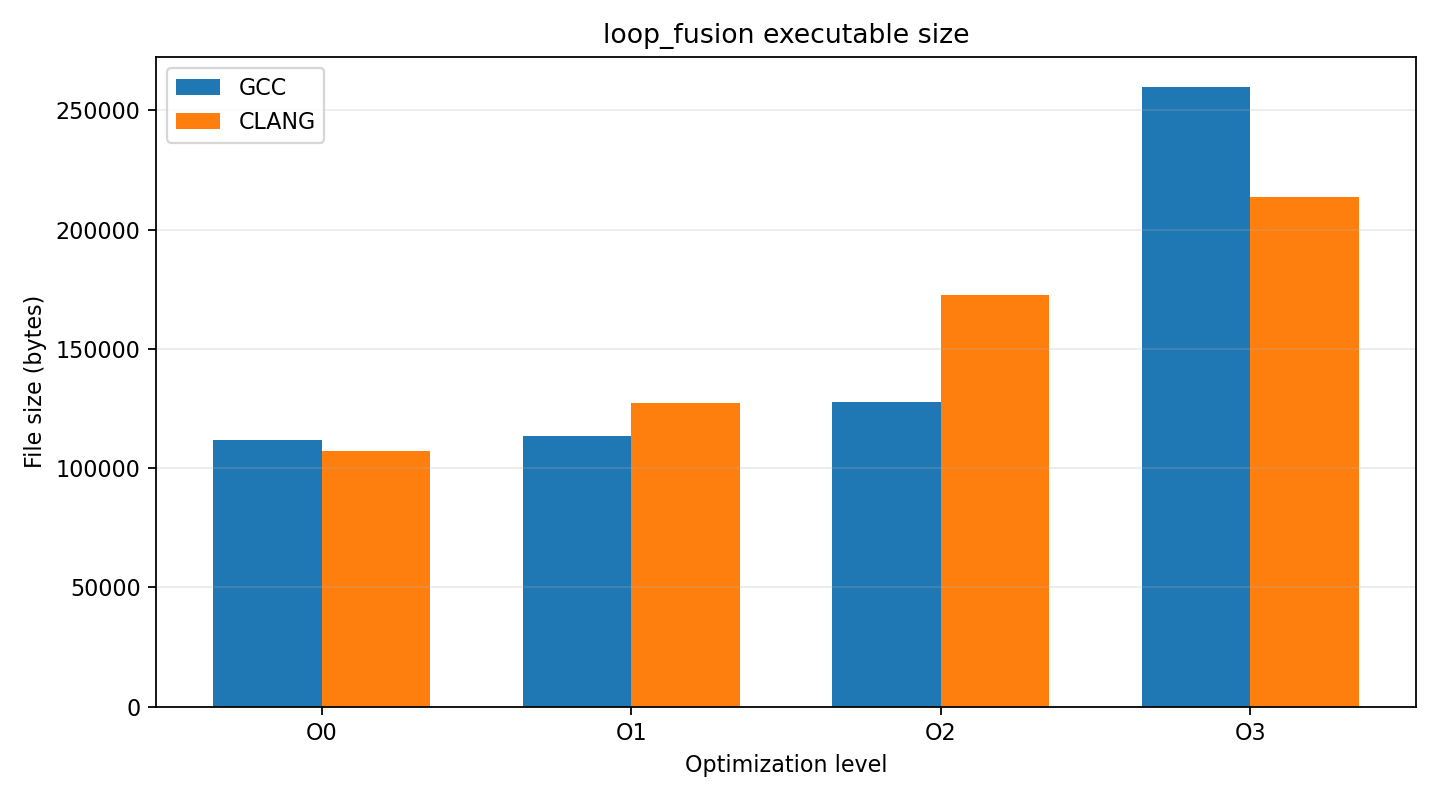 loop_fusion executable size
GCC
CLANG
250000
200000
150000
100000
50000
0
File size (bytes)
O0 O1 O2 O3
Optimization level